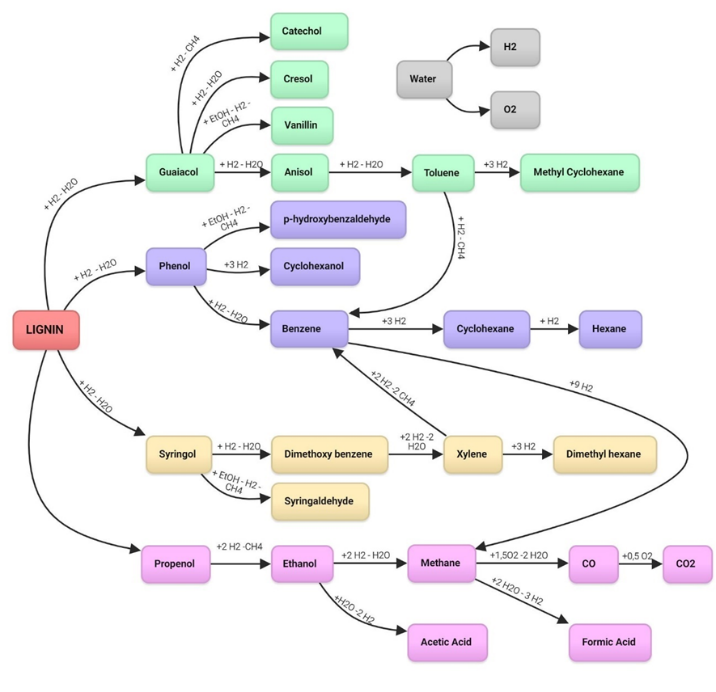 Catechol
+ H2 - CH4
H2
Cresol
Water
+ H2 - H2O
O2
+ EtOH - H2 -
CH4
Vanillin
Guaiacol
+ H2 - H2O
Anisol
+ H2 - H2O
Toluene
+3 H2
Methyl Cyclohexane
+ H2 - H2O
+ EtOH - H2 -
CH4
p-hydroxybenzaldehyde
+ H2 - CH4
+ H2 - H2O
Phenol
+3 H2
Cyclohexanol
+ H2 - H2O
LIGNIN
Benzene
+3 H2
Cyclohexane
+ H2
Hexane
+2 H2 -2 CH4
+9 H2
+ H2 - H2O
Syringol
+ H2 - H2O
Dimethoxy benzene
+2 H2 -2
H2O
Xylene
+3 H2
Dimethyl hexane
+ EtOH - H2 -
CH4
Syringaldehyde
Propenol
+2 H2 -CH4
Ethanol
+2 H2 - H2O
Methane
+1,5O2 -2 H2O
CO
+0,5 O2
CO2
+H2O -2 H2
+2 H2O - 3 H2
Acetic Acid
Formic Acid